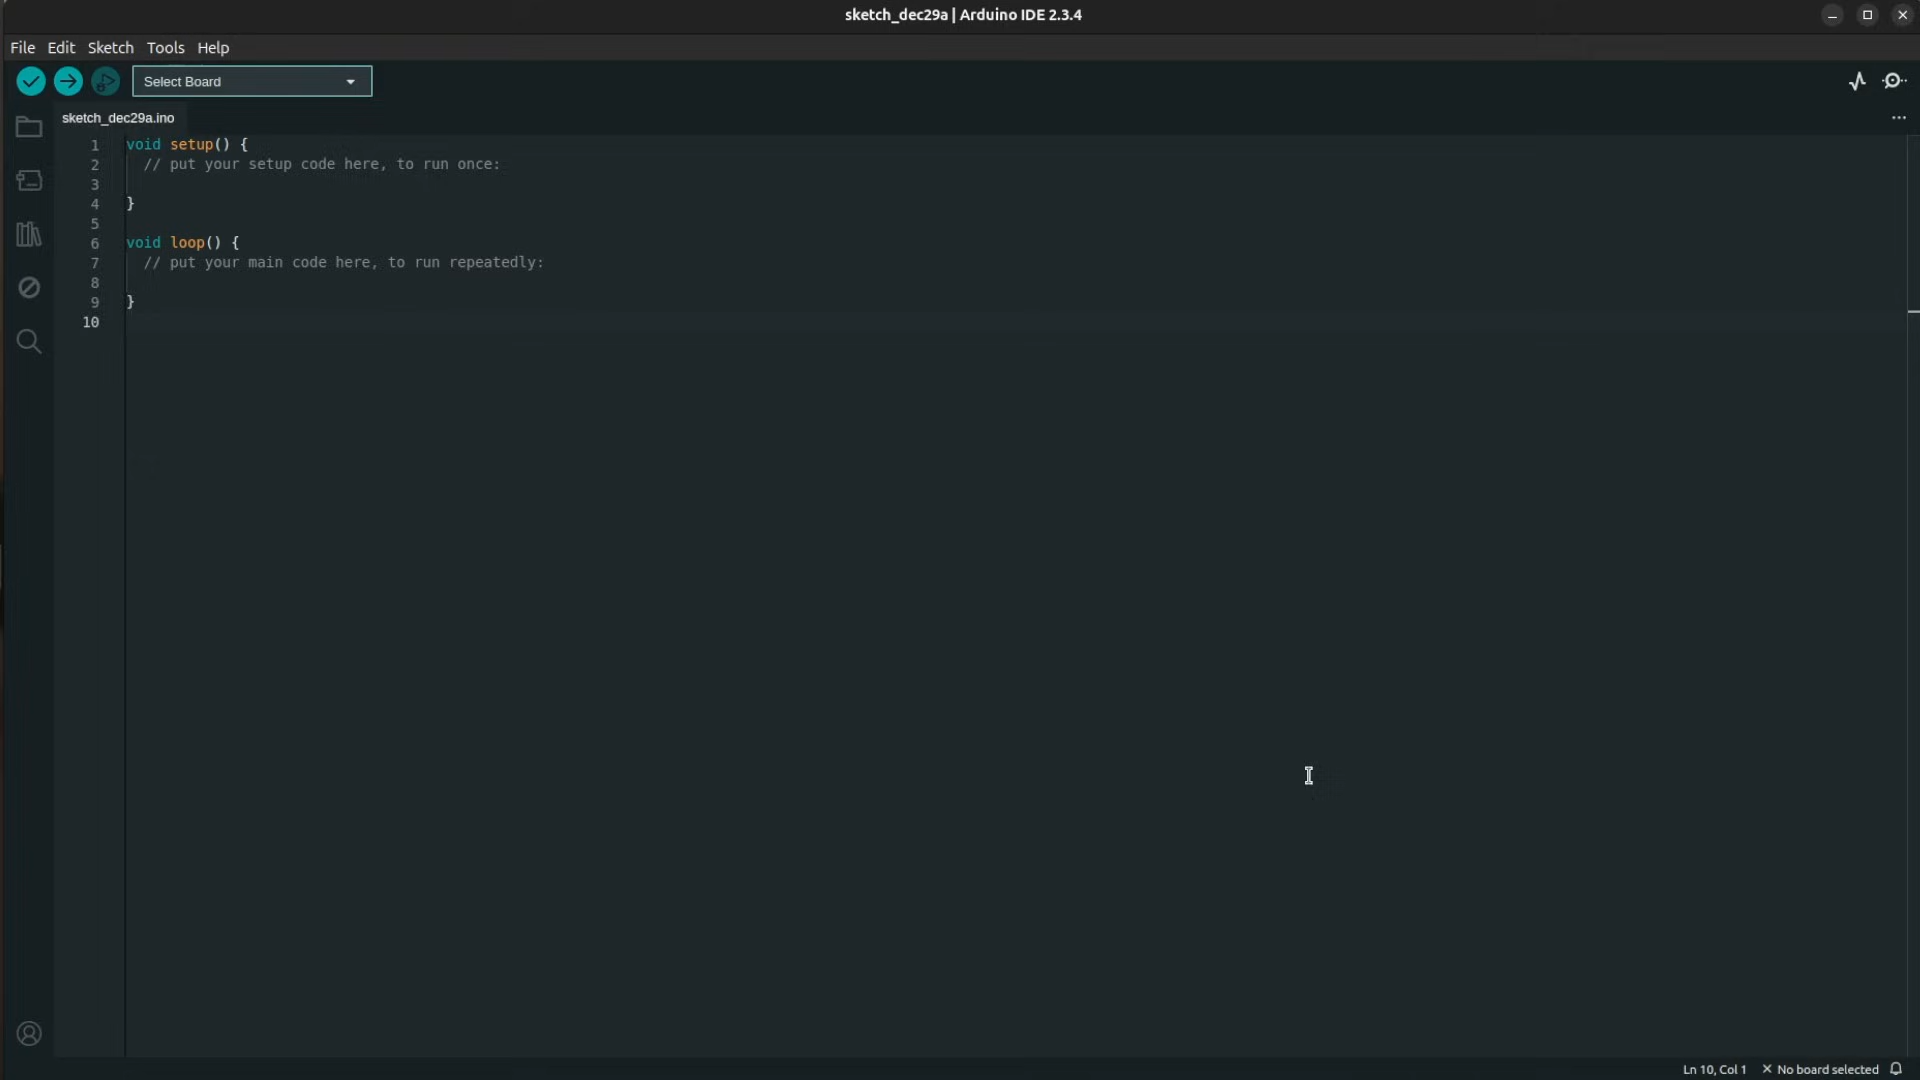 sketch_dec29a | Arduino IDE 2.3.4
File Edit Sketch Tools Help
Select Board
sketch_dec29a.ino
1 void setup() {
2 // put your setup code here, to run once:
3
4 }
5
6 void loop() {
7 // put your main code here, to run repeatedly:
8
9 }
10
Ln 10, Col 1 No board selected